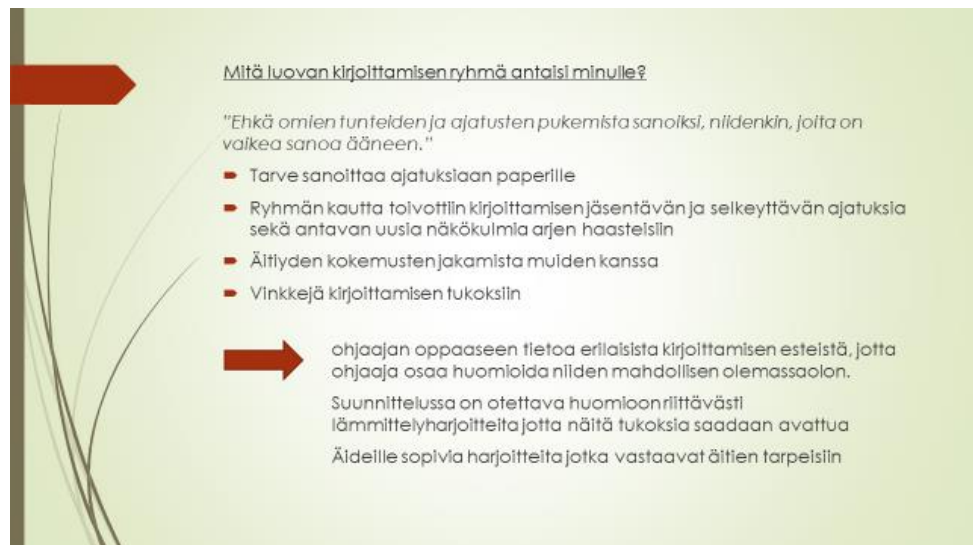 Mitä luovan kirjoittamisen ryhmä antaisi minulle?
"Ehkä omien tunteiden ja ajatusten pukemista sanoiksi, niidenkin, joita on
vaikea sanoa ääneen."
Tarve sanoittaa ajatuksiaan paperille
Ryhmän kautta toivottiin kirjoittamisen jäsentävän ja selkeyttävän ajatuksia
sekä antavan uusia näkökulmia arjen haasteisiin
Äitiyden kokemusten jakamista muiden kanssa
Vinkkejä kirjoittamisen tukoksiin
ohjaajan oppaaseen tietoa erilaisista kirjoittamisen esteistä, jotta
ohjaaja osaa huomioida niiden mahdollisen olemassaolon.
Suunnittelussa on otettava huomioon riittävästi
lämmittelyharjoitteita jotta näitä tukoksia saadaan avattua
Äideille sopivia harjoitteita jotka vastaavat äitien tarpeisiin